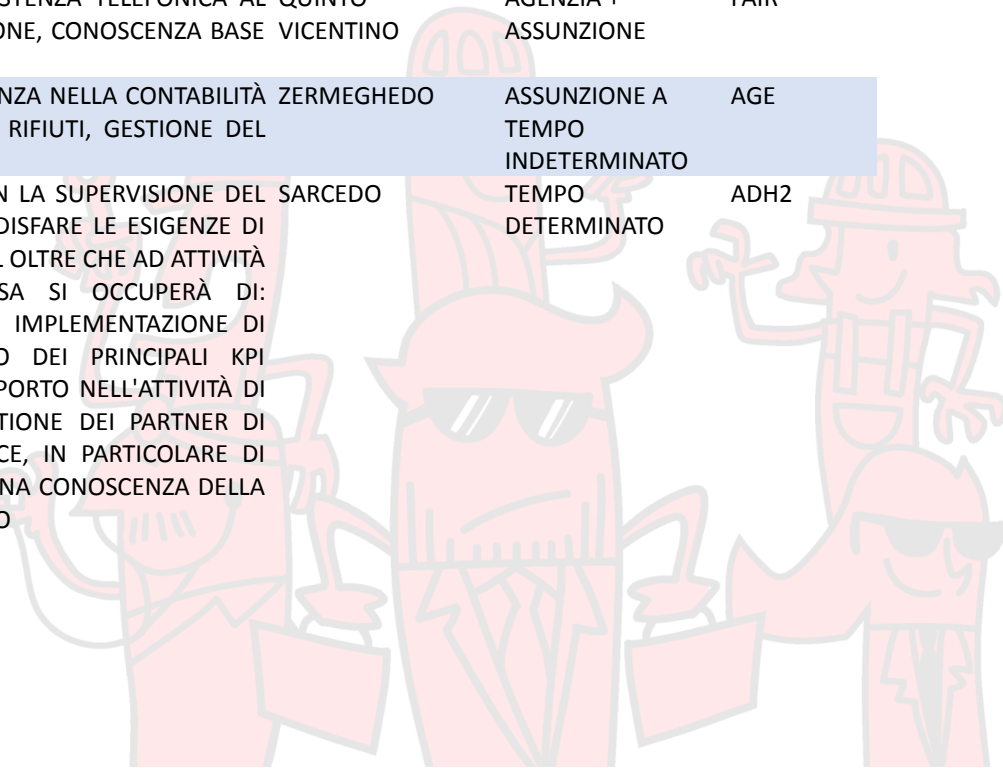 QUINTO AGENZIA + FAIR
ONE, CONOSCENZA BASE VICENTINO ASSUNZIONE
NZA NELLA CONTABILITÀ ZERMEGHEDO ASSUNZIONE A AGE
RIFIUTI, GESTIONE DEL TEMPO
INDETERMINATO
N LA SUPERVISIONE DEL SARCEDO TEMPO ADH2
DISFARE LE ESIGENZE DI DETERMINATO
L OLTRE CHE AD ATTIVITÀ
SA SI OCCUPERÀ DI:
IMPLEMENTAZIONE DI
O DEI PRINCIPALI KPI
PORTO NELL'ATTIVITÀ DI
TIONE DEI PARTNER DI
CE, IN PARTICOLARE DI
NA CONOSCENZA DELLA
O